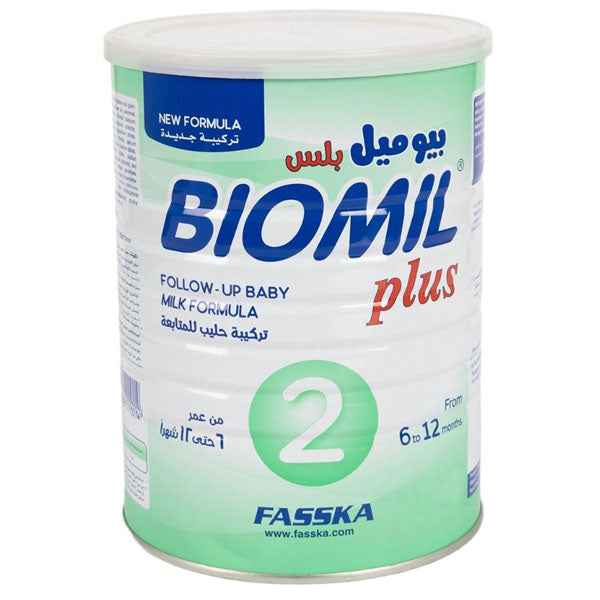 NEW FORMULA
تركيبة جديدة
بيوميل بلس
BIOMIL®
plus
FOLLOW-UP BABY
MILK FORMULA
تركيبة حليب للمتابعة
2
من عمر
٦ حتى ١٢ شهراً
From
6 to 12 months
FASSKA
www.fasska.com